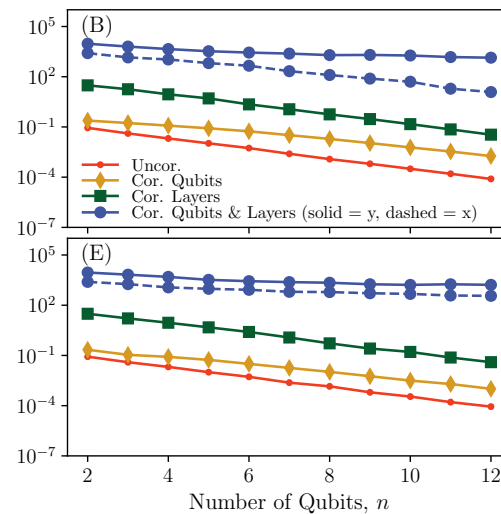 (B)
10^5
10^2
10^−1
10^−4
10^−7
Uncor.
Cor. Qubits
Cor. Layers
Cor. Qubits & Layers (solid = y, dashed = x)
(E)
10^5
10^2
10^−1
10^−4
10^−7
2 4 6 8 10 12
Number of Qubits, n